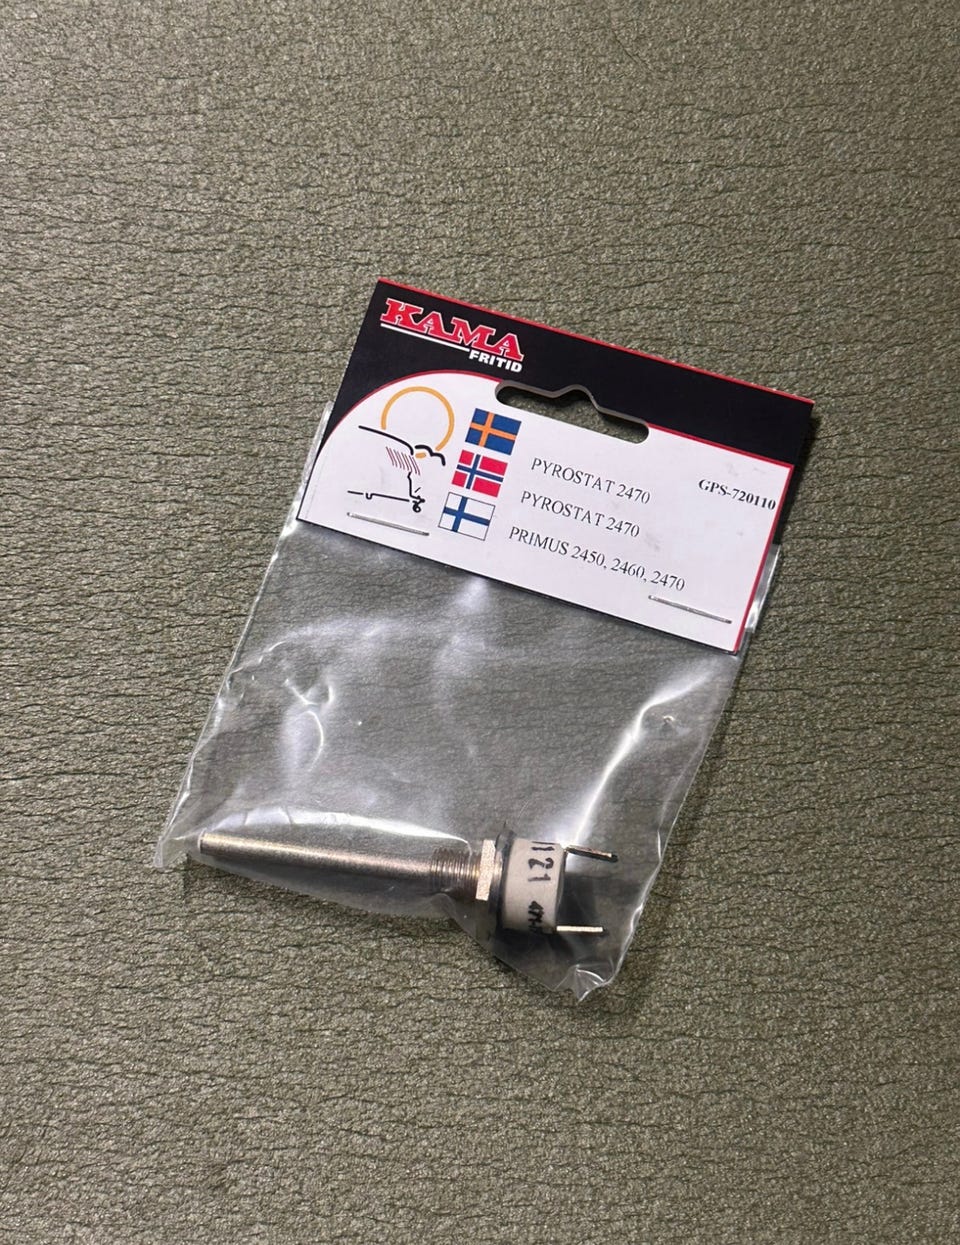 KAMA
FRITID
PYROSTAT 2470
GPS-720110
PYROSTAT 2470
PRIMUS 2450, 2460, 2470
121